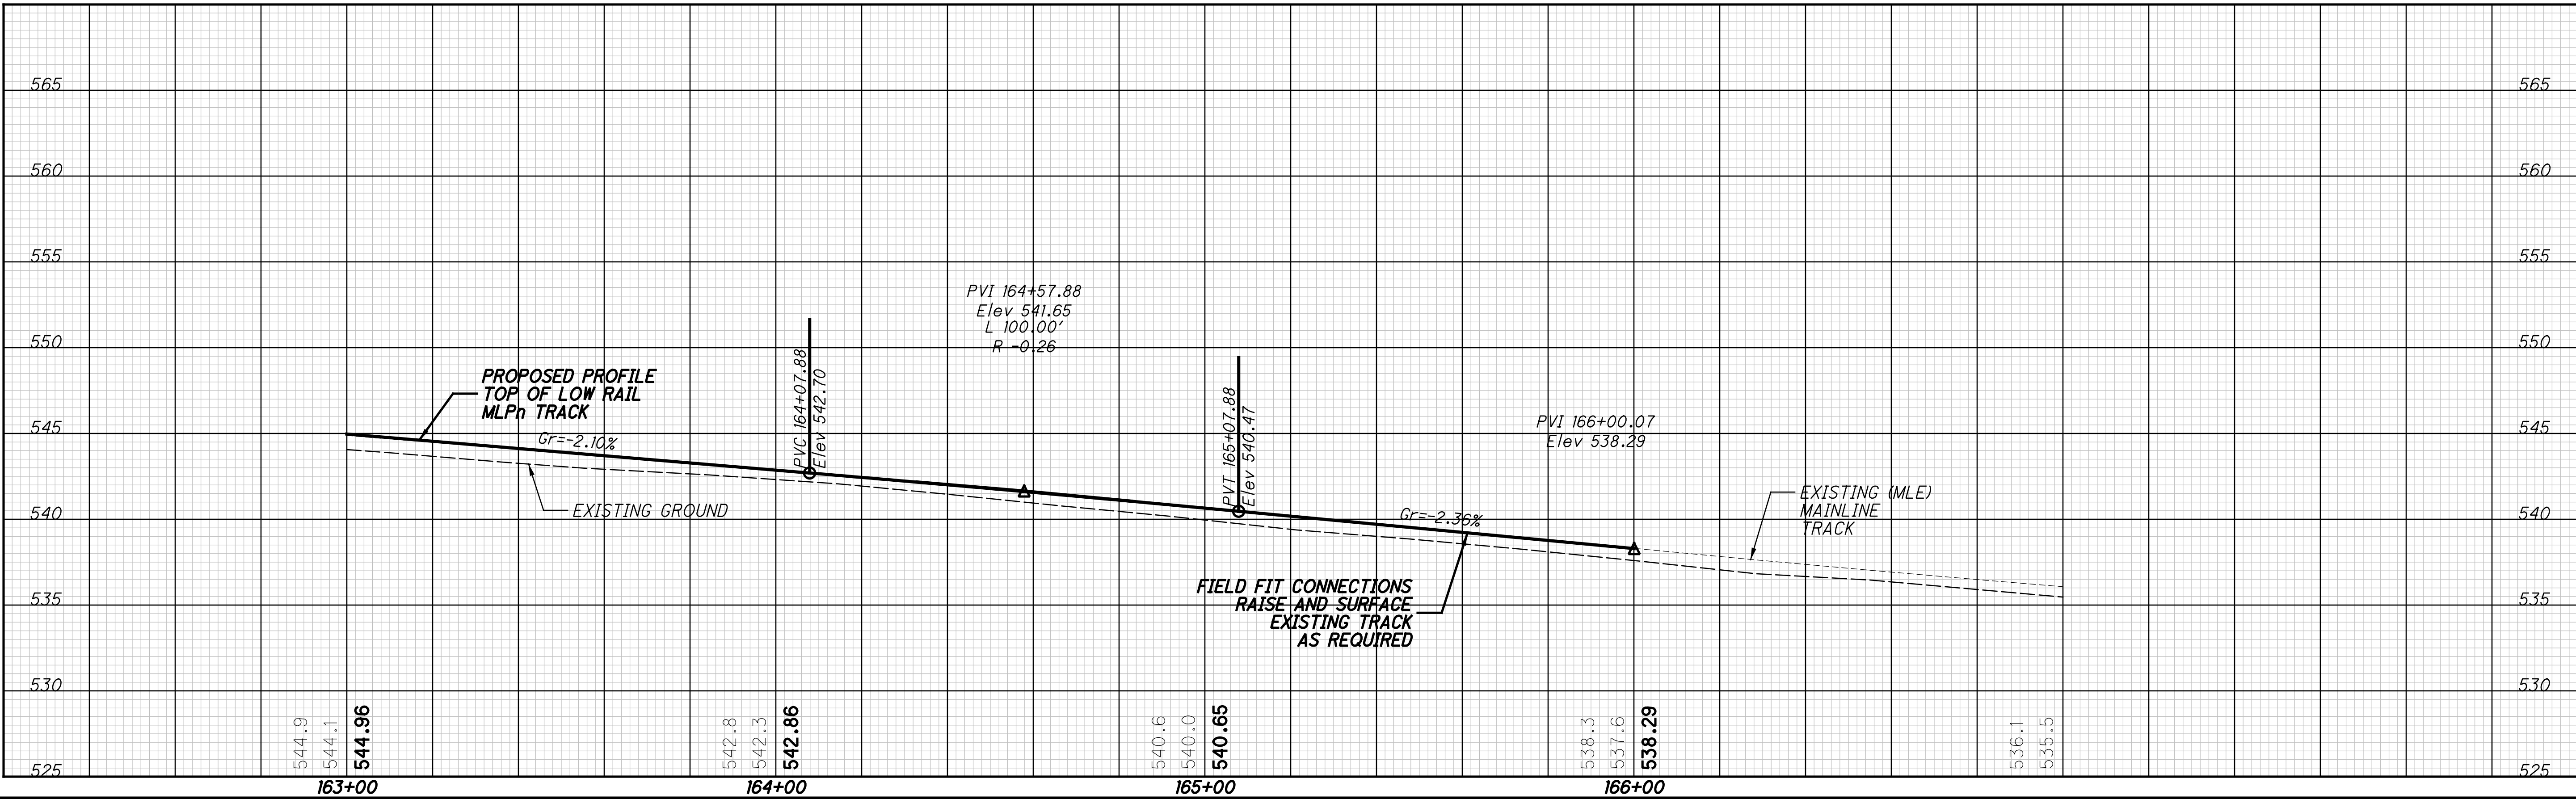 565
565
560
560
555
555
PVI 164+57.88
Elev 541.65
L 100.00'
R -0.26
550
550
PROPOSED PROFILE
TOP OF LOW RAIL
MLPn TRACK
PVC 164+07.88
Elev 542.70
PVT 165+07.88
Elev 540.47
PVI 166+00.07
Elev 538.29
545
545
Gr=-2.10%
EXISTING GROUND
EXISTING (MLE)
MAINLINE
TRACK
540
540
Gr=-2.36%
FIELD FIT CONNECTIONS
RAISE AND SURFACE
EXISTING TRACK
AS REQUIRED
535
535
530
530
544.9
544.1
544.96
542.8
542.3
542.86
540.6
540.0
540.65
538.3
537.6
538.29
536.1
535.5
525
525
163+00
164+00
165+00
166+00